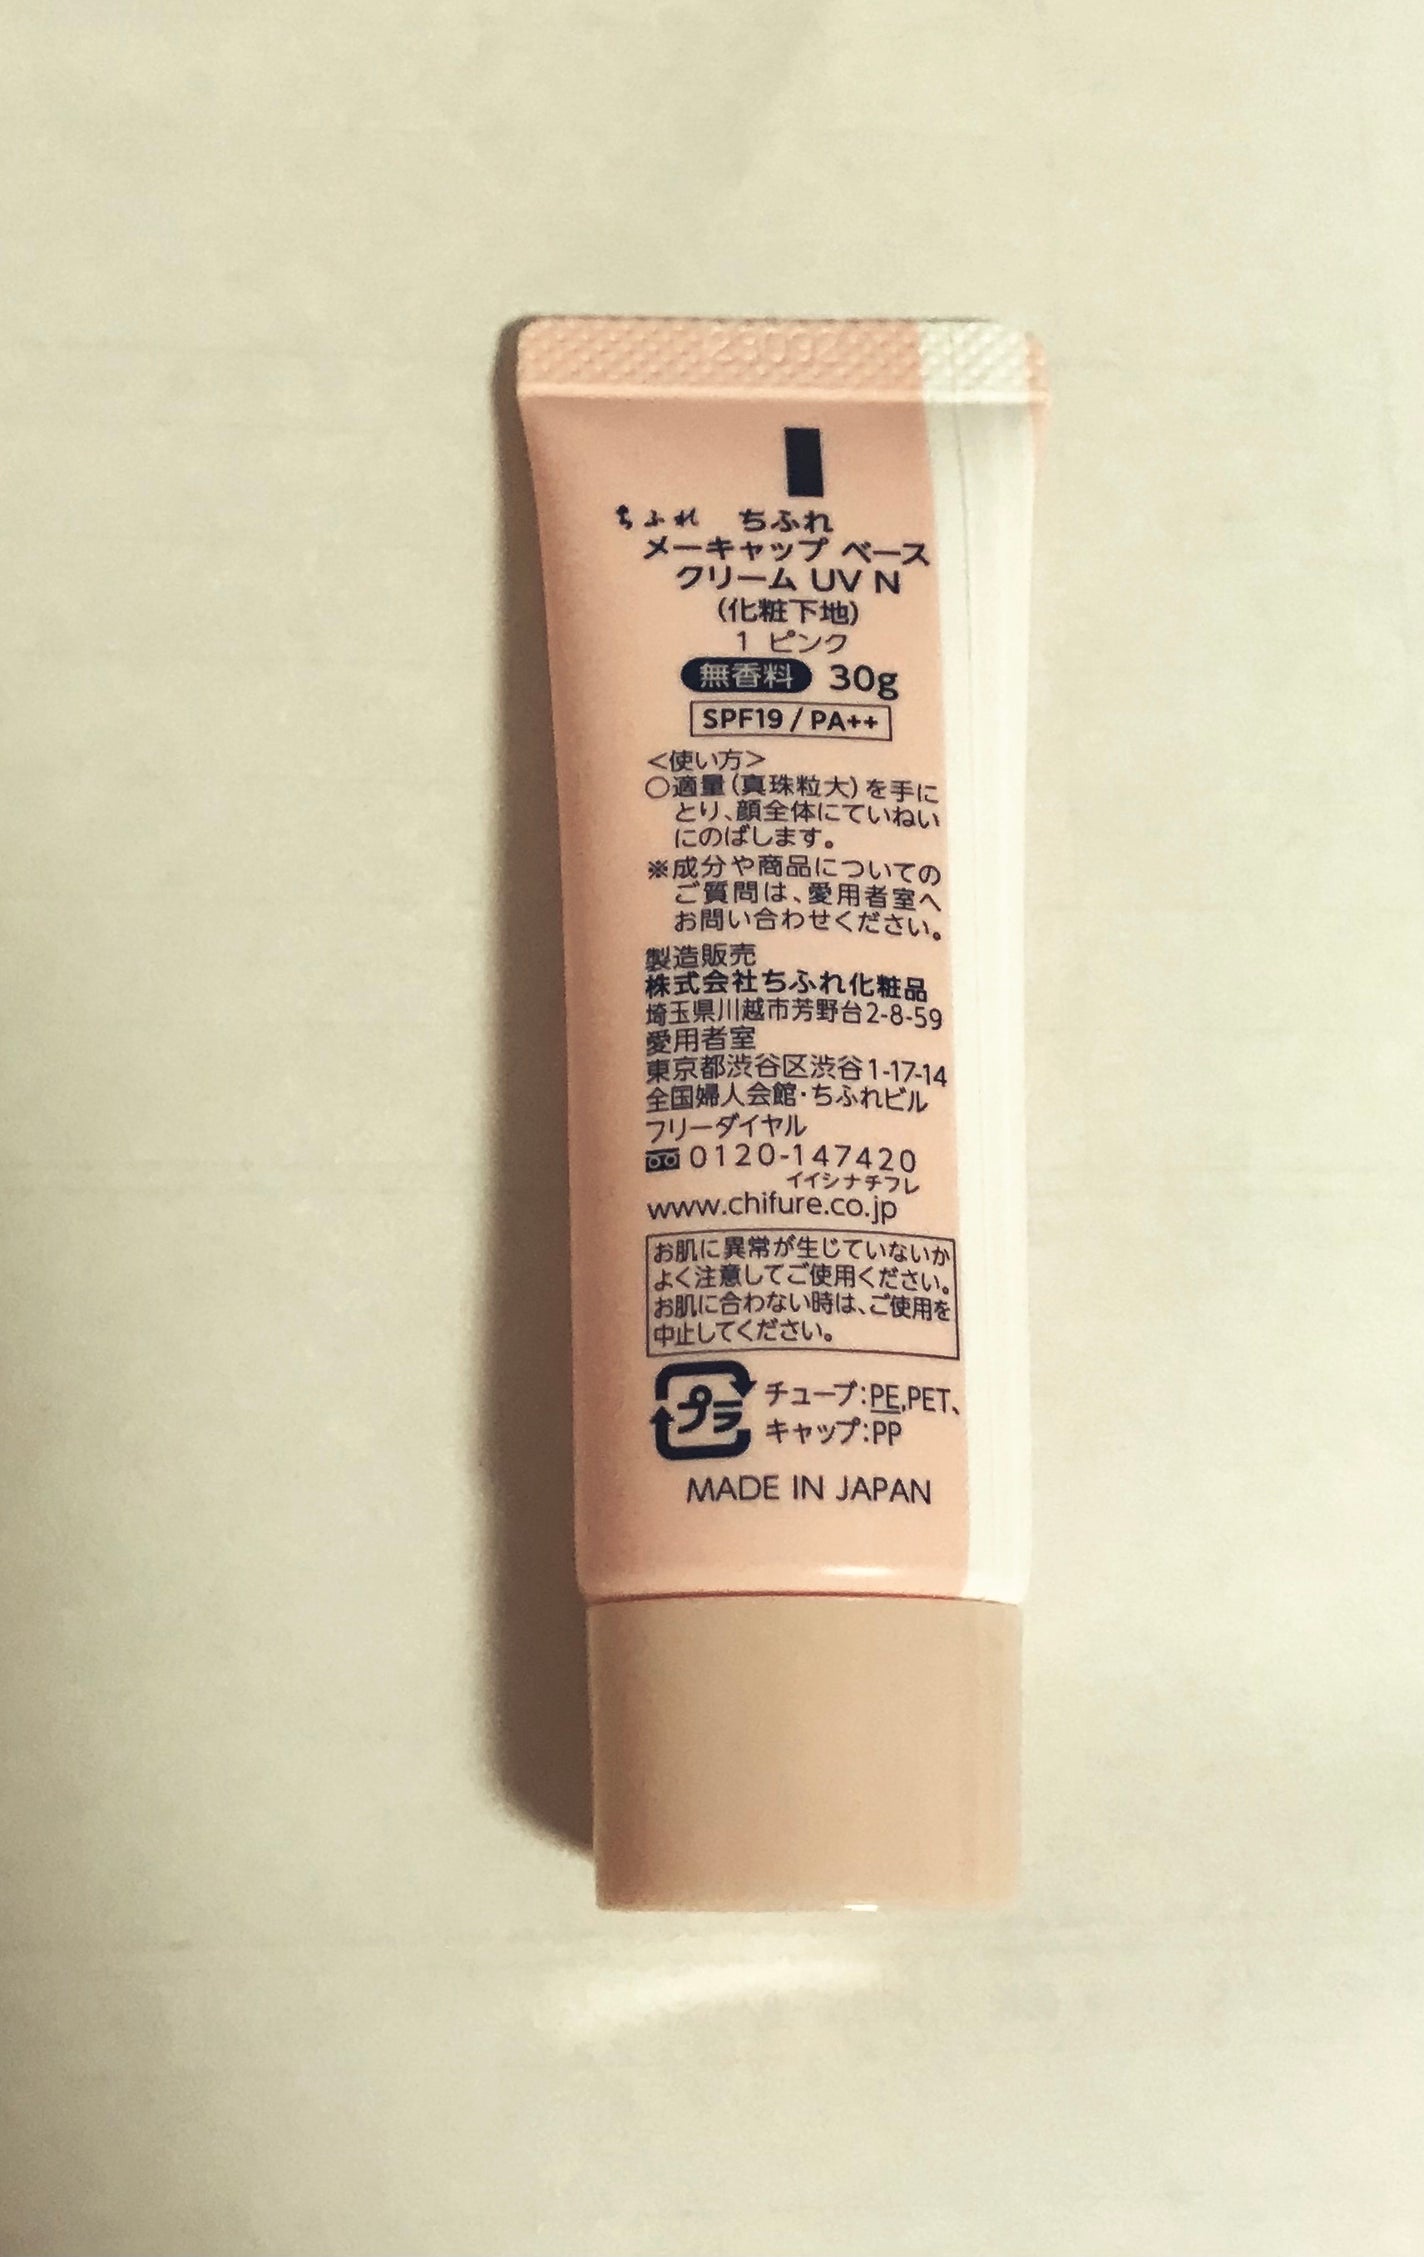 ちふれ ちふれ
メーキャップ ベース
クリーム UV N
(化粧下地)
1 ピンク
無香料 30g
SPF19 / PA++
<使い方>
○適量(真珠粒大)を手に
とり、顔全体にていねい
にのばします。
※成分や商品についての
ご質問は、愛用者室へ
お問い合わせください。
製造販売
株式会社ちふれ化粧品
埼玉県川越市芳野台2-8-59
愛用者室
東京都渋谷区渋谷1-17-14
全国婦人会館・ちふれビル
フリーダイヤル
0120-147420
イイシナチフレ
www.chifure.co.jp
お肌に異常が生じていないか
よく注意してご使用ください。
お肌に合わない時は、ご使用を
中止してください。
プラ チューブ:PE,PET、
キャップ:PP
MADE IN JAPAN